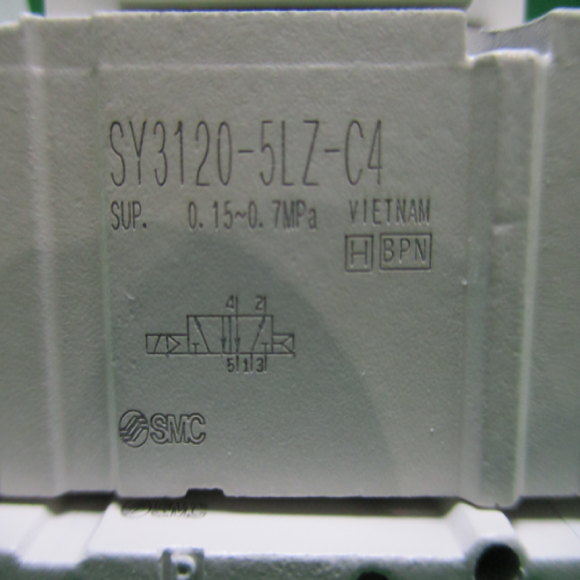 SY3120-5LZ-C4
SUP. 0.15~0.7MPa VIETNAM
H BPN
4 2
5 1 3
SMC